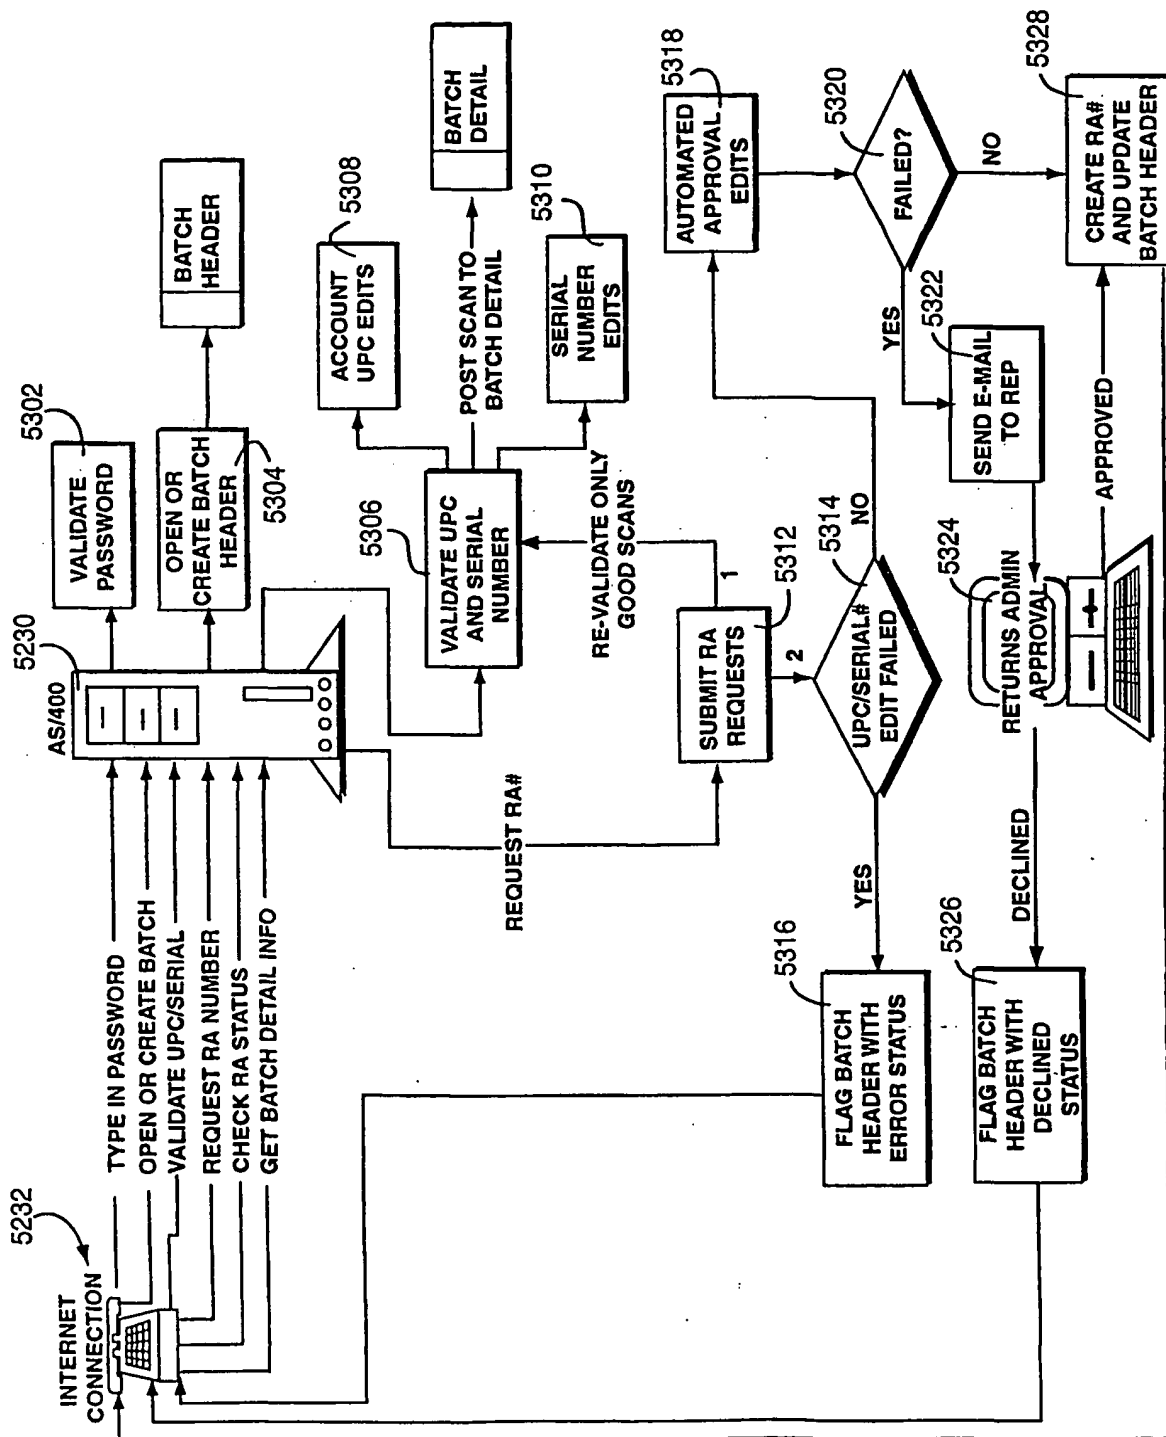 INTERNET
CONNECTION
5232
TYPE IN PASSWORD
OPEN OR CREATE BATCH
VALIDATE UPC/SERIAL
REQUEST RA NUMBER
CHECK RA STATUS
GET BATCH DETAIL INFO
AS/400
5230
VALIDATE
PASSWORD
5302
OPEN OR
CREATE BATCH
HEADER
5304
BATCH
HEADER
VALIDATE UPC
AND SERIAL
NUMBER
5306
ACCOUNT
UPC EDITS
5308
POST SCAN TO
BATCH DETAIL
BATCH
DETAIL
SERIAL
NUMBER
EDITS
5310
RE-VALIDATE ONLY
GOOD SCANS
REQUEST RA#
SUBMIT RA
REQUESTS
5312
1
2
UPC/SERIAL#
EDIT FAILED
5314
YES
NO
FLAG BATCH
HEADER WITH
ERROR STATUS
5316
AUTOMATED
APPROVAL
EDITS
5318
FAILED?
5320
YES
NO
SEND E-MAIL
TO REP
5322
RETURNS ADMIN
APPROVAL
5324
DECLINED
APPROVED
FLAG BATCH
HEADER WITH
DECLINED
STATUS
5326
CREATE RA#
AND UPDATE
BATCH HEADER
5328